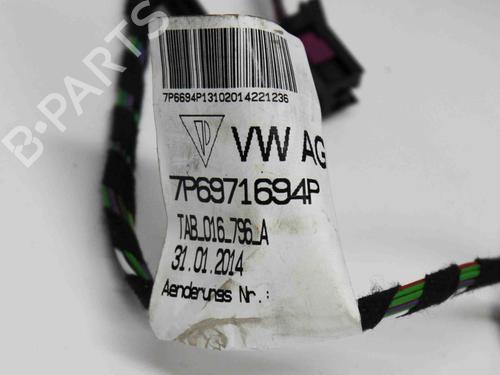 7P6694P13102014221236
VW AG
7P6971694P
TAB_016_796_A
31.01.2014
Aenderungs Nr.:
B-PARTS